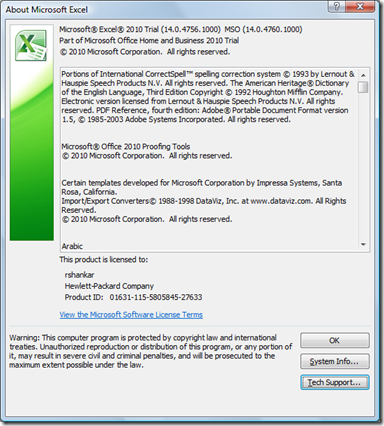 About Microsoft Excel
Microsoft® Excel® 2010 Trial (14.0.4756.1000) MSO (14.0.4760.1000)
Part of Microsoft Office Home and Business 2010 Trial
© 2010 Microsoft Corporation. All rights reserved.
Portions of International CorrectSpell™ spelling correction system © 1993 by Lernout &
Hauspie Speech Products N.V. All rights reserved. The American Heritage® Dictionary
of the English Language, Third Edition Copyright © 1992 Houghton Mifflin Company.
Electronic version licensed from Lernout & Hauspie Speech Products N.V. All rights
reserved. PDF Reference, fourth edition: Adobe® Portable Document Format version
1.5, © 1985-2003 Adobe Systems Incorporated. All rights reserved.
Microsoft® Office 2010 Proofing Tools
© 2010 Microsoft Corporation. All rights reserved.
Certain templates developed for Microsoft Corporation by Impressa Systems, Santa
Rosa, California.
Import/Export Converters© 1988-1998 DataViz, Inc. at www.dataviz.com. All Rights
Reserved.
© 2010 Microsoft Corporation. All rights reserved.
Arabic
This product is licensed to:
rshankar
Hewlett-Packard Company
Product ID: 01631-115-5805845-27633
View the Microsoft Software License Terms
Warning: This computer program is protected by copyright law and international
treaties. Unauthorized reproduction or distribution of this program, or any portion of
it, may result in severe civil and criminal penalties, and will be prosecuted to the
maximum extent possible under the law.
OK
System Info...
Tech Support...